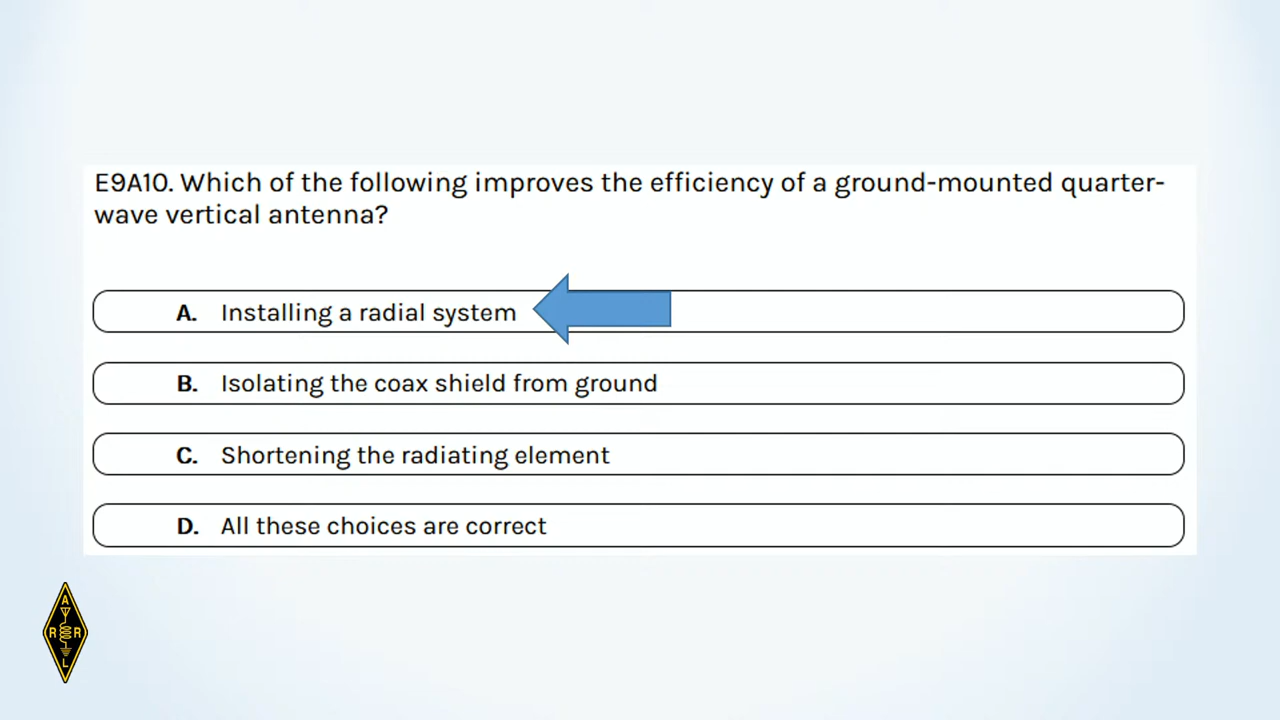 E9A10. Which of the following improves the efficiency of a ground-mounted quarter-
wave vertical antenna?
A. Installing a radial system
B. Isolating the coax shield from ground
C. Shortening the radiating element
D. All these choices are correct
A
R R
L